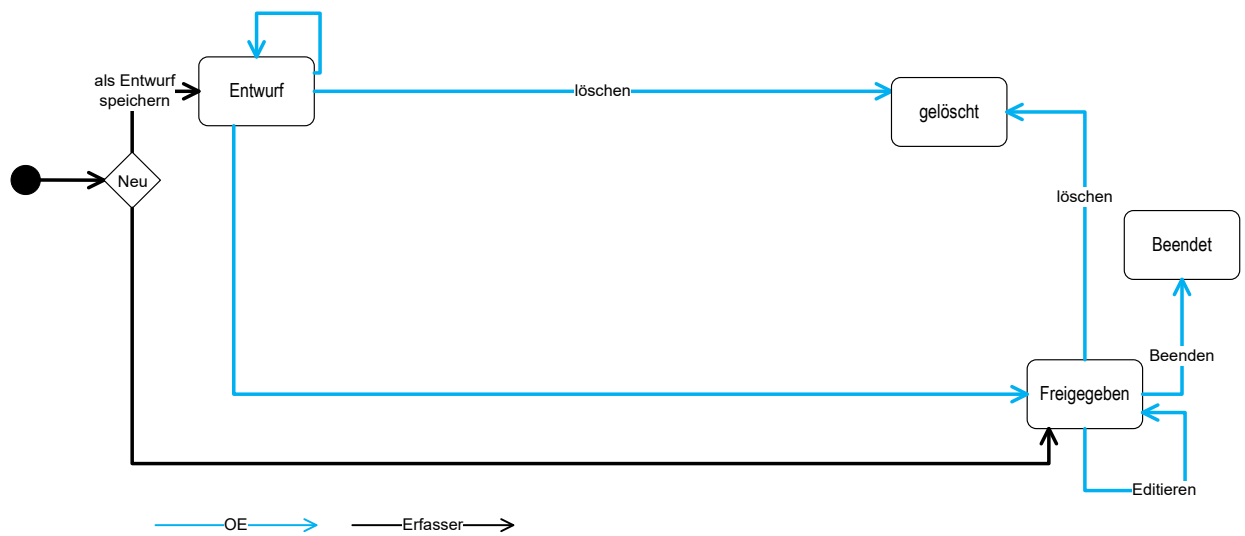 als Entwurf
speichern
Entwurf
löschen
gelöscht
Neu
löschen
Beendet
Beenden
Freigegeben
Editieren
OE
Erfasser